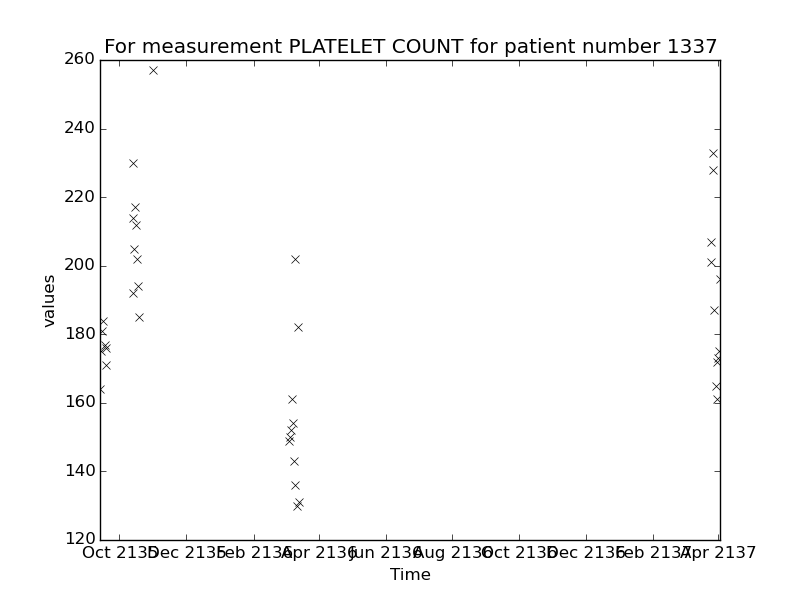 For measurement PLATELET COUNT for patient number 1337
260
240
220
200
180
160
140
120
values
Oct 2135 Dec 2135 Feb 2136 Apr 2136 Jun 2136 Aug 2136 Oct 2136 Dec 2136 Feb 2137 Apr 2137
Time